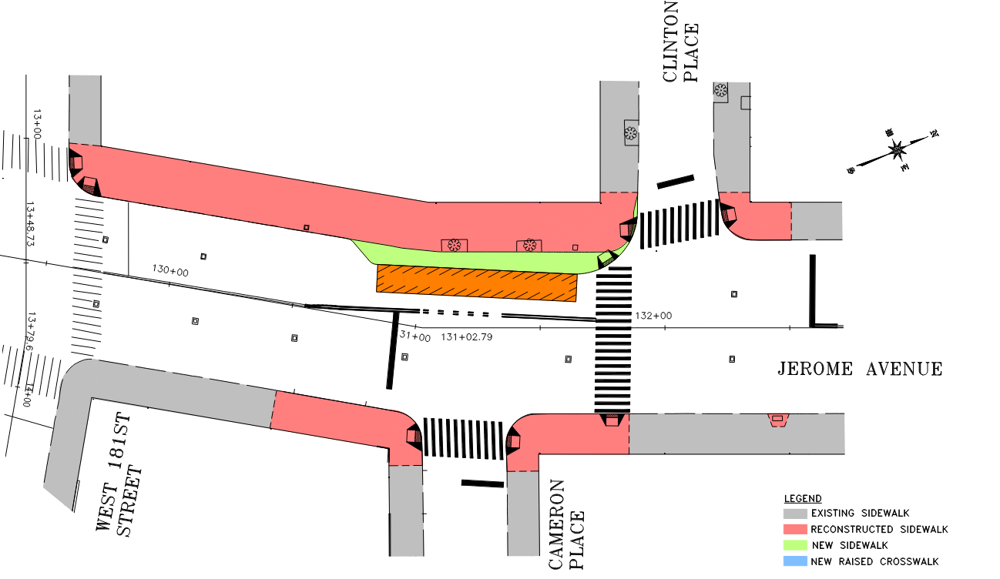 CLINTON
PLACE
13+00
N
S
13+48.73
130+00
132+00
31+00
131+02.79
13+79.6
JEROME AVENUE
14+00
WEST 181ST
STREET
CAMERON
PLACE
LEGEND
EXISTING SIDEWALK
RECONSTRUCTED SIDEWALK
NEW SIDEWALK
NEW RAISED CROSSWALK